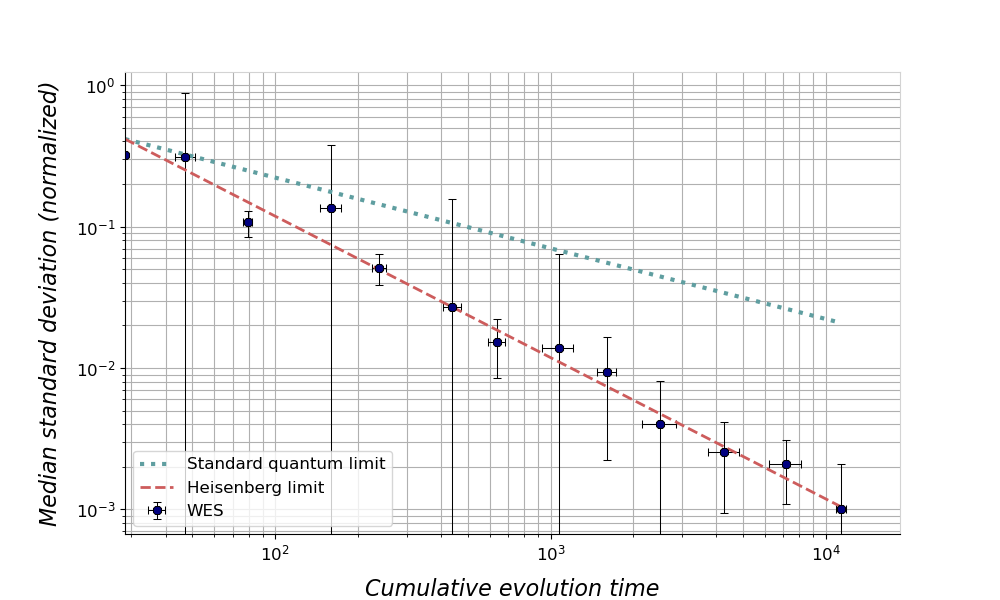 Median standard deviation (normalized)
10⁰
10⁻¹
10⁻²
10⁻³
Standard quantum limit
Heisenberg limit
WES
10²
10³
10⁴
Cumulative evolution time